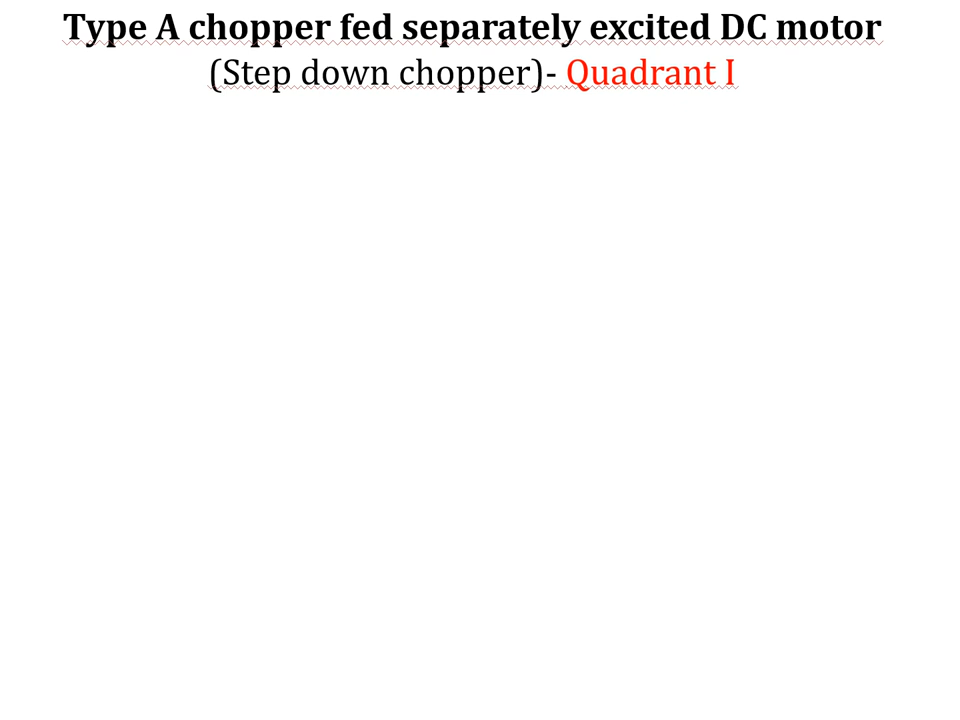 Type A chopper fed separately excited DC motor
(Step down chopper)- Quadrant I